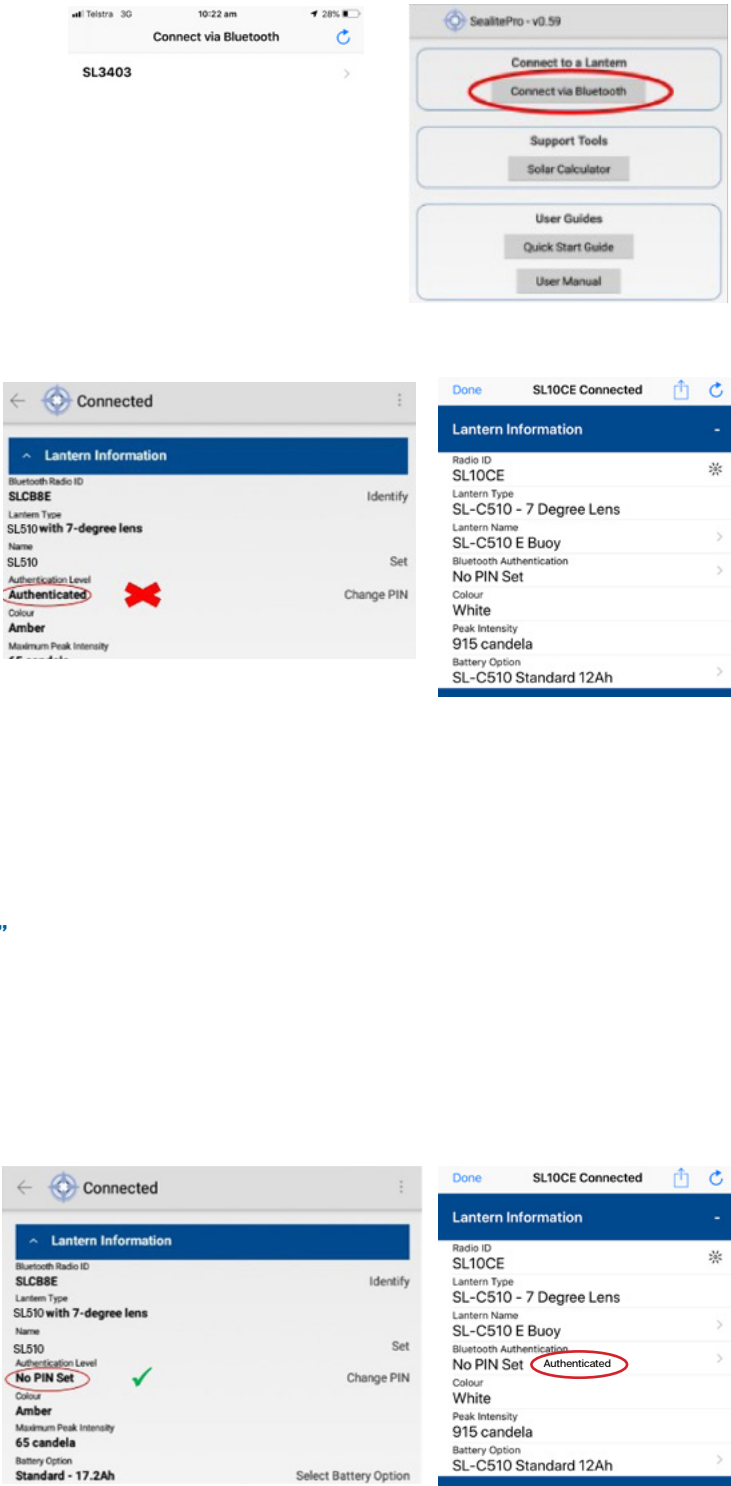 Telstra 3G 10:22 am 28%
Connect via Bluetooth
SL3403
SealitePro - v0.59
Connect to a Lantern
Connect via Bluetooth
Support Tools
Solar Calculator
User Guides
Quick Start Guide
User Manual
Connected
Lantern Information
Bluetooth Radio ID
SLCB8E Identify
Lantern Type
SL510 with 7-degree lens
Name
SL510 Set
Authentication Level
Authenticated Change PIN
Colour
Amber
Maximum Peak Intensity
65 candela
Done SL10CE Connected
Lantern Information -
Radio ID
SL10CE
Lantern Type
SL-C510 - 7 Degree Lens
Lantern Name
SL-C510 E Buoy
Bluetooth Authentication
No PIN Set
Colour
White
Peak Intensity
915 candela
Battery Option
SL-C510 Standard 12Ah
”
Connected
Lantern Information
Bluetooth Radio ID
SLCB8E Identify
Lantern Type
SL510 with 7-degree lens
Name
SL510 Set
Authentication Level
No PIN Set Change PIN
Colour
Amber
Maximum Peak Intensity
65 candela
Battery Option
Standard - 17.2Ah Select Battery Option
Done SL10CE Connected
Lantern Information -
Radio ID
SL10CE
Lantern Type
SL-C510 - 7 Degree Lens
Lantern Name
SL-C510 E Buoy
Bluetooth Authentication
No PIN Set Authenticated
Colour
White
Peak Intensity
915 candela
Battery Option
SL-C510 Standard 12Ah